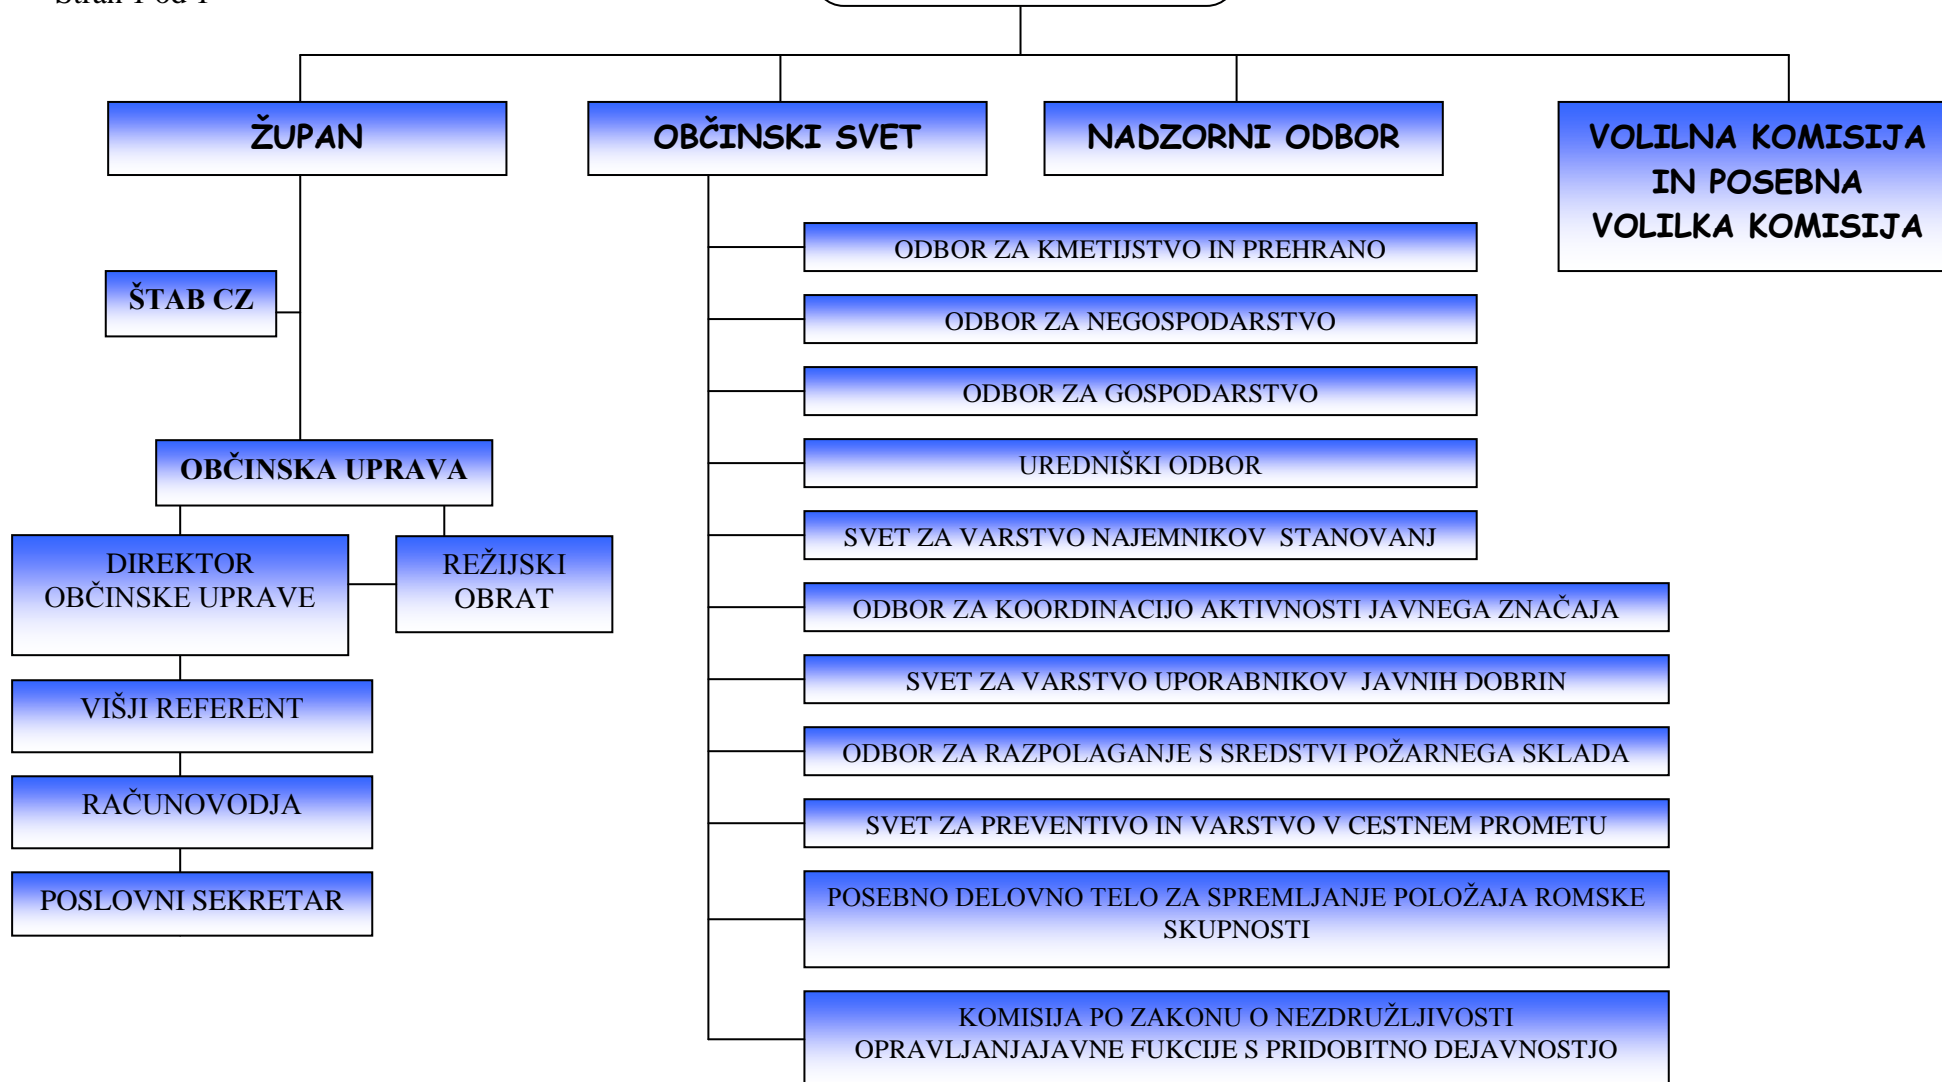 Stran 1 od 1
ŽUPAN
OBČINSKI SVET
NADZORNI ODBOR
VOLILNA KOMISIJA
IN POSEBNA
VOLILKA KOMISIJA
ŠTAB CZ
OBČINSKA UPRAVA
DIREKTOR
OBČINSKE UPRAVE
REŽIJSKI
OBRAT
VIŠJI REFERENT
RAČUNOVODJA
POSLOVNI SEKRETAR
ODBOR ZA KMETIJSTVO IN PREHRANO
ODBOR ZA NEGOSPODARSTVO
ODBOR ZA GOSPODARSTVO
UREDNIŠKI ODBOR
SVET ZA VARSTVO NAJEMNIKOV STANOVANJ
ODBOR ZA KOORDINACIJO AKTIVNOSTI JAVNEGA ZNAČAJA
SVET ZA VARSTVO UPORABNIKOV JAVNIH DOBRIN
ODBOR ZA RAZPOLAGANJE S SREDSTVI POŽARNEGA SKLADA
SVET ZA PREVENTIVO IN VARSTVO V CESTNEM PROMETU
POSEBNO DELOVNO TELO ZA SPREMLJANJE POLOŽAJA ROMSKE
SKUPNOSTI
KOMISIJA PO ZAKONU O NEZDRUŽLJIVOSTI
OPRAVLJANJAJAVNE FUKCIJE S PRIDOBITNO DEJAVNOSTJO